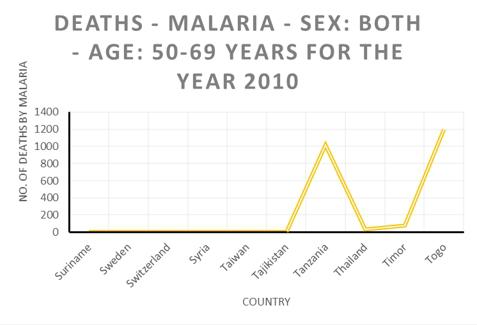 DEATHS - MALARIA - SEX: BOTH
- AGE: 50-69 YEARS FOR THE
YEAR 2010
NO. OF DEATHS BY MALARIA
1400
1200
1000
800
600
400
200
0
Suriname
Sweden
Switzerland
Syria
Taiwan
Tajikistan
Tanzania
Thailand
Timor
Togo
COUNTRY